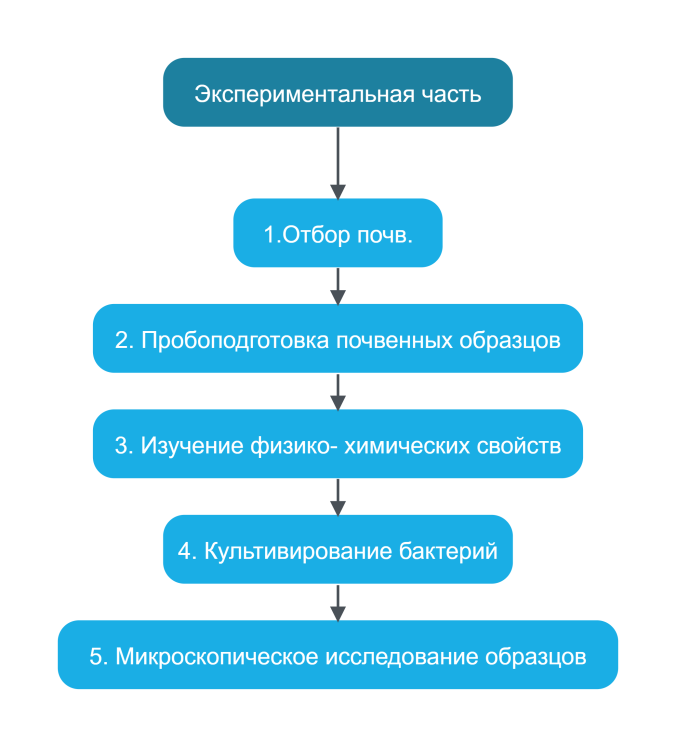 Экспериментальная часть
1.Отбор почв.
2. Пробоподготовка почвенных образцов
3. Изучение физико- химических свойств
4. Культивирование бактерий
5. Микроскопическое исследование образцов